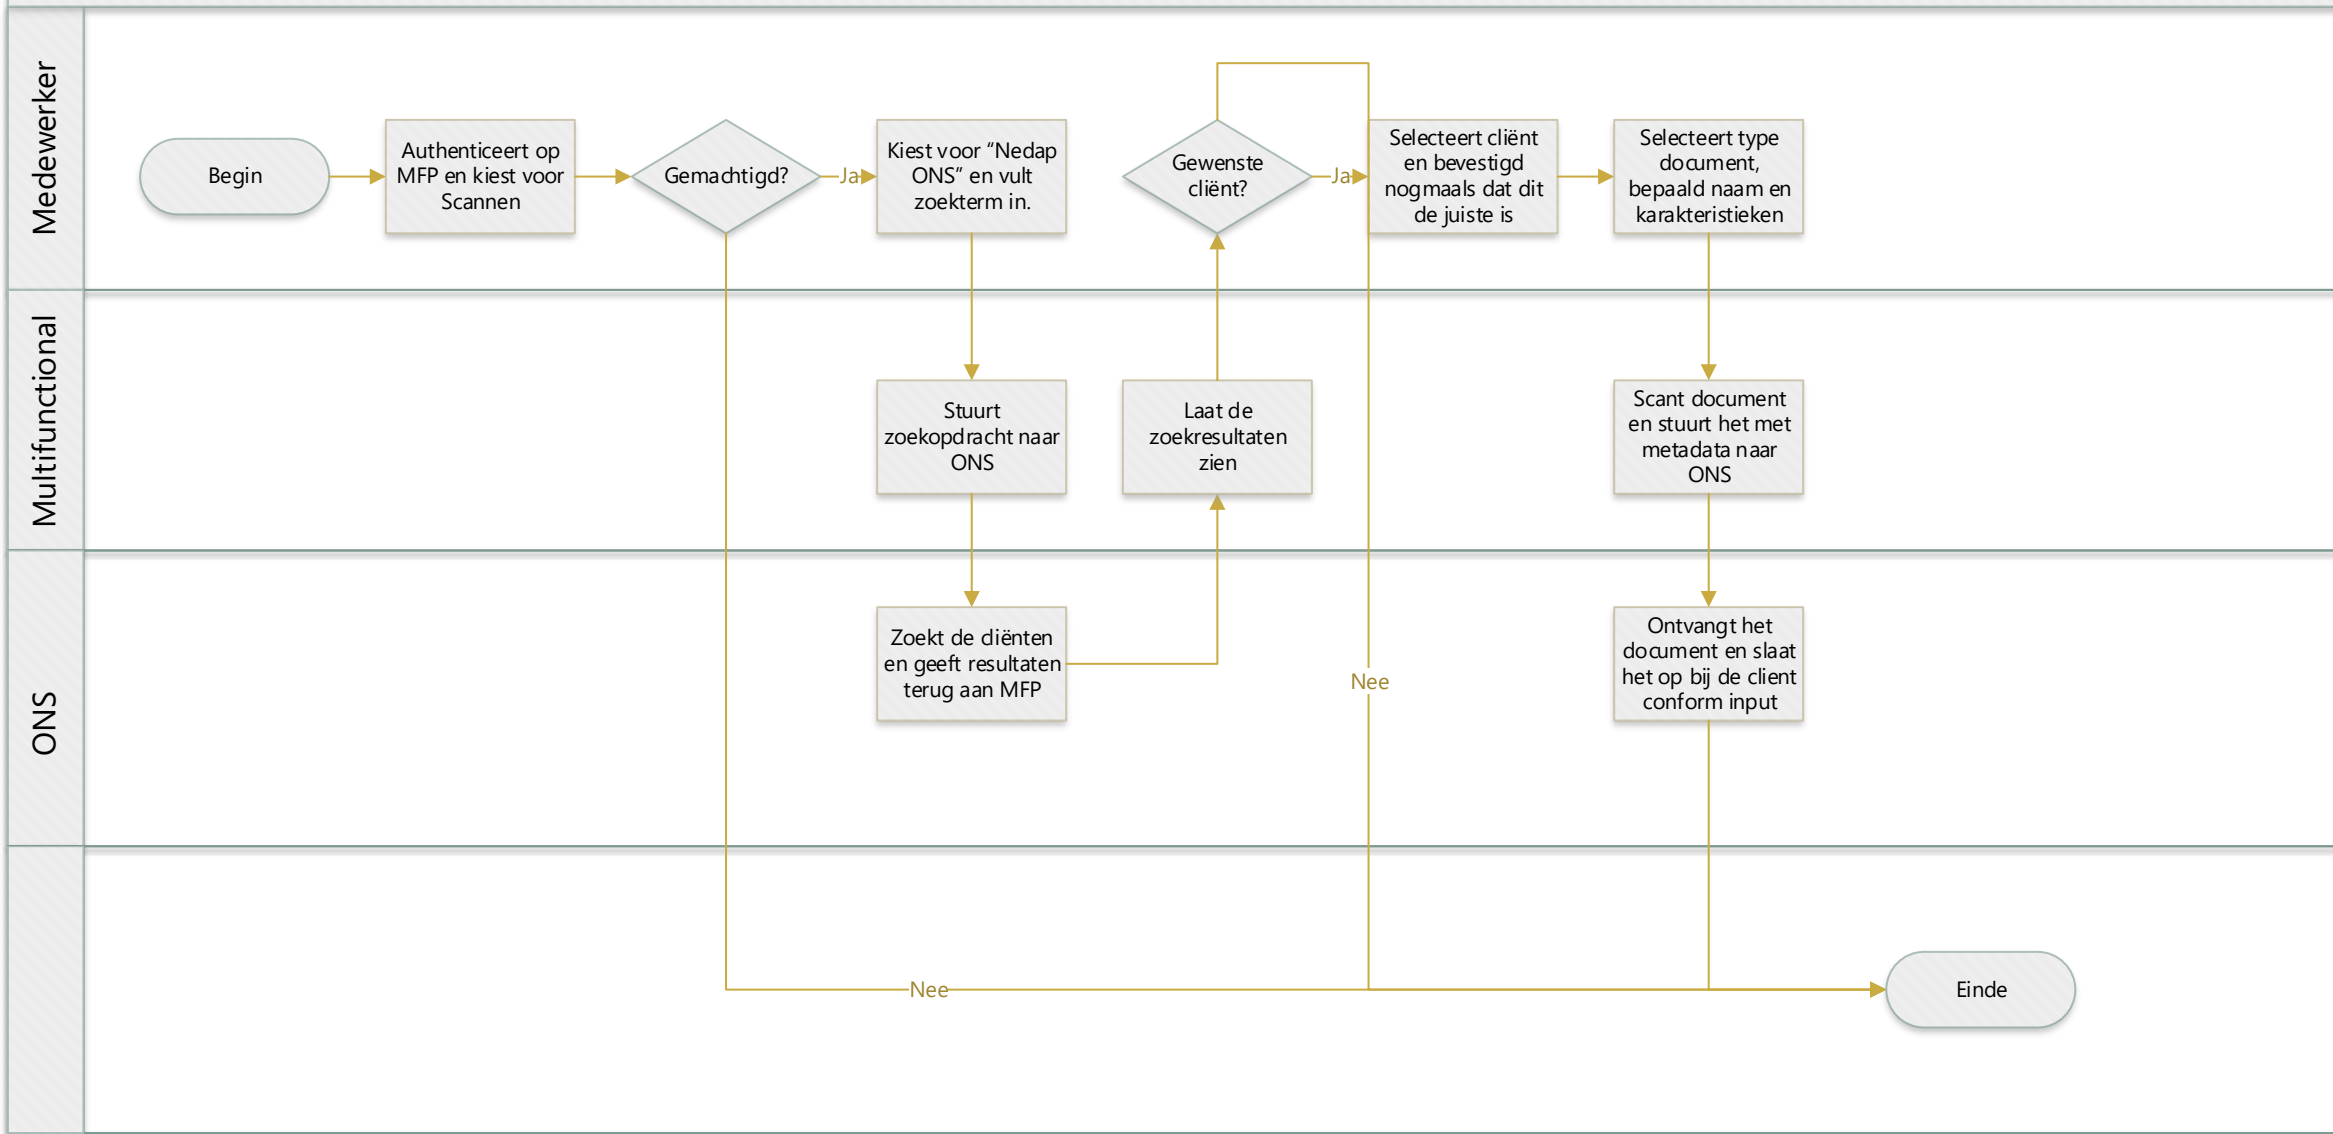 Medewerker
Begin
Authenticeert op
MFP en kiest voor
Scannen
Gemachtigd?
Ja
Kiest voor “Nedap
ONS” en vult
zoekterm in.
Gewenste
cliënt?
Ja
Selecteert cliënt
en bevestigd
nogmaals dat dit
de juiste is
Selecteert type
document,
bepaald naam en
karakteristieken
Multifunctional
Stuurt
zoekopdracht naar
ONS
Laat de
zoekresultaten
zien
Scant document
en stuurt het met
metadata naar
ONS
ONS
Zoekt de cliënten
en geeft resultaten
terug aan MFP
Nee
Ontvangt het
document en slaat
het op bij de client
conform input
Nee
Einde